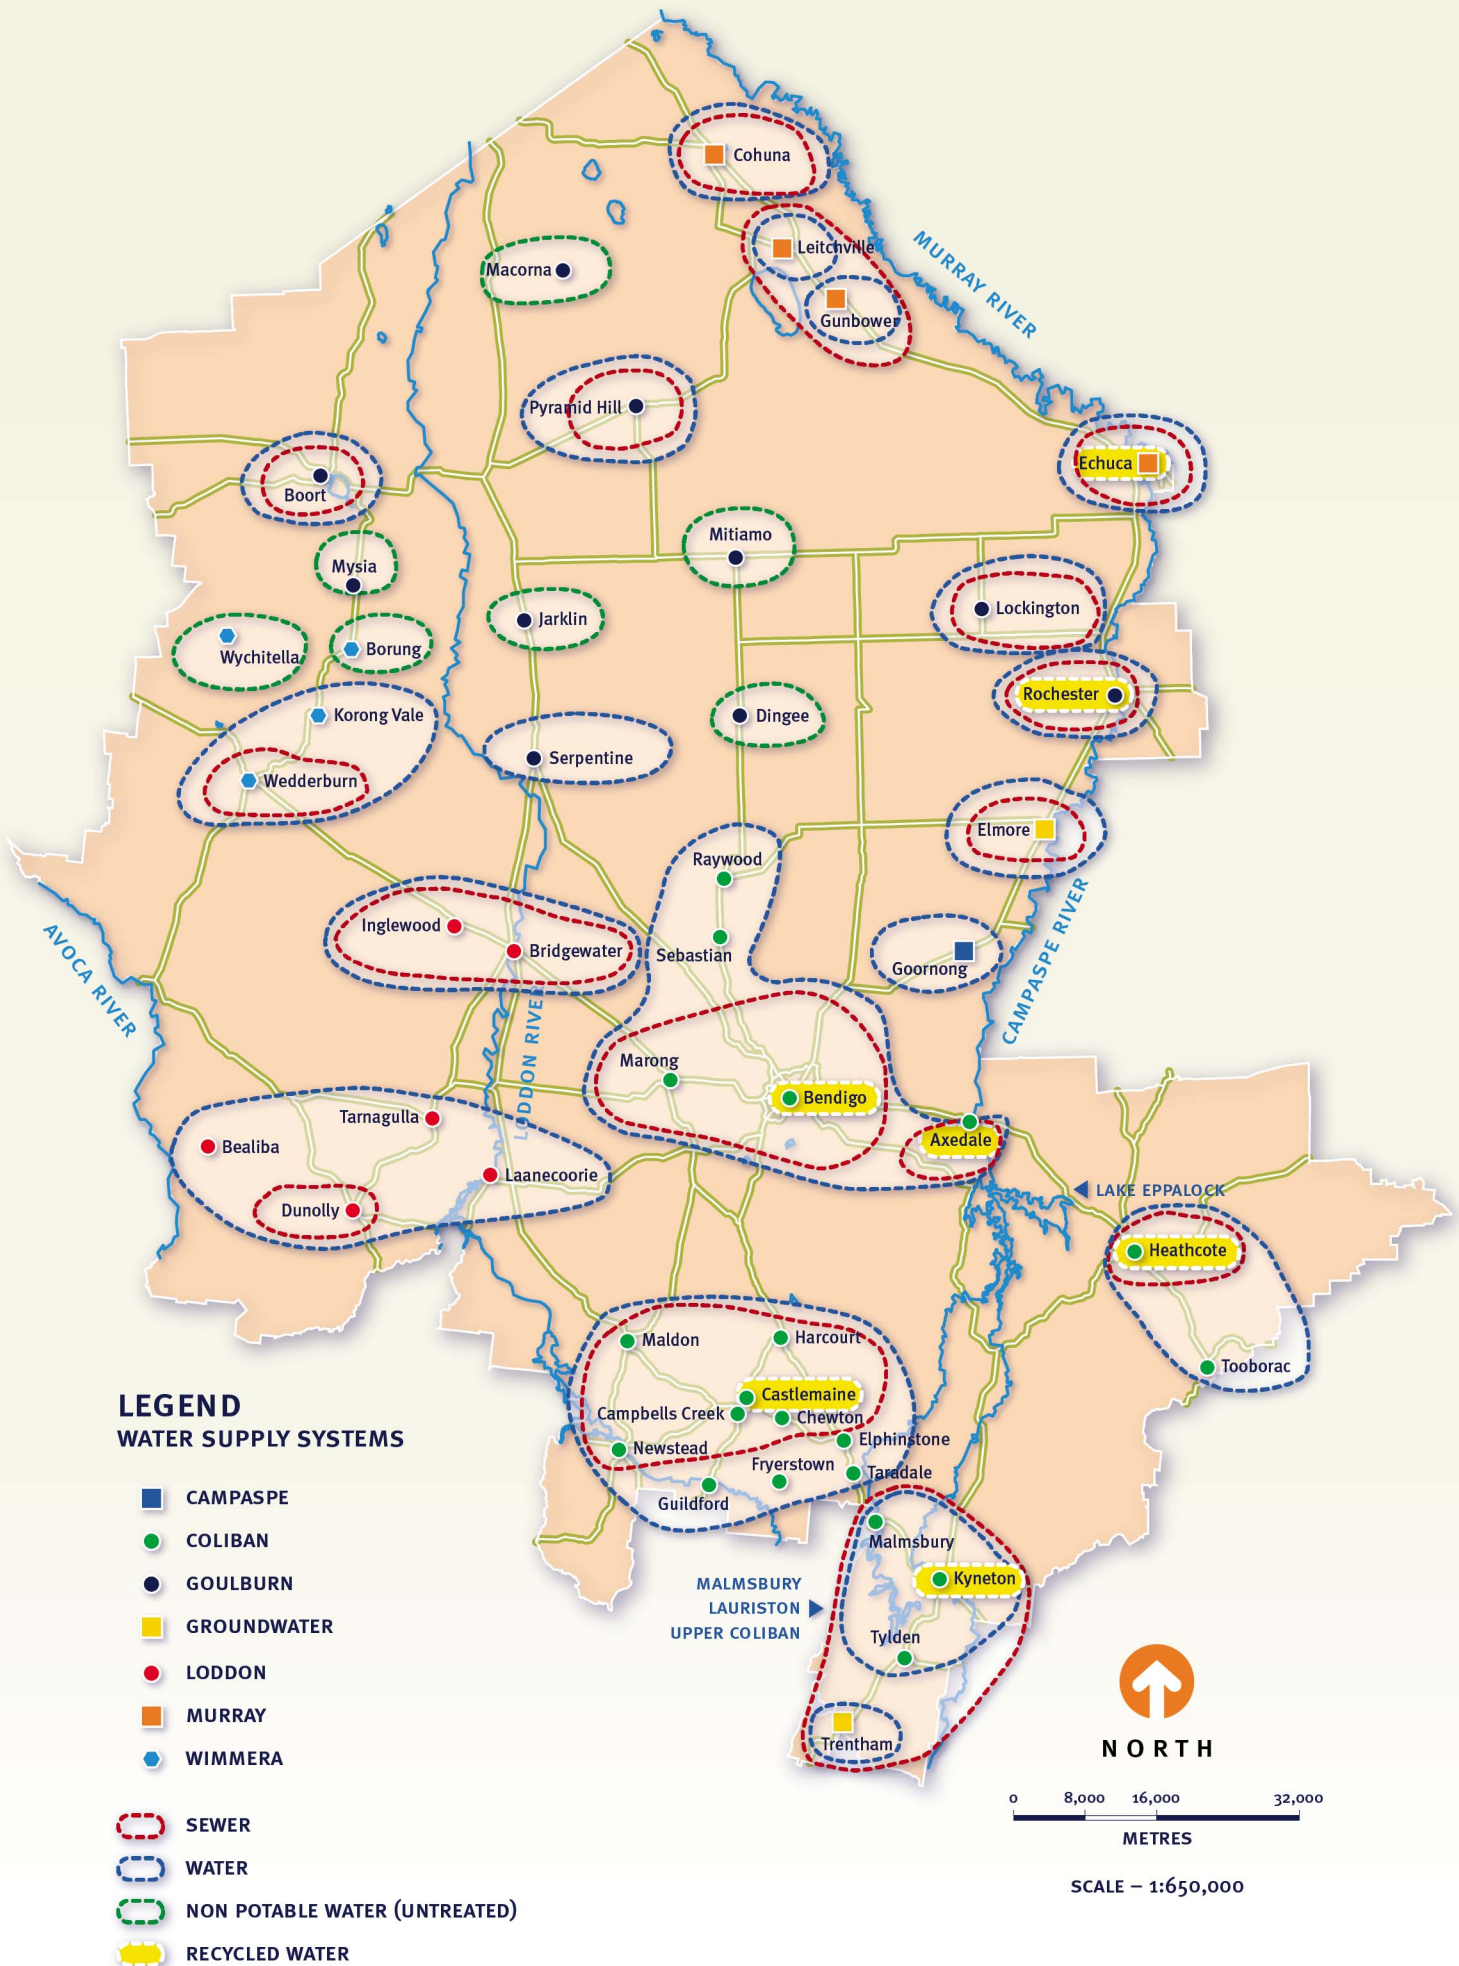 Cohuna
MURRAY RIVER
Leitchville
Macorna
Gunbower
Pyramid Hill
Echuca
Boort
Mitiamo
Mysia
Lockington
Jarklin
Wychitella
Borung
Rochester
Korong Vale
Dingee
Serpentine
Wedderburn
Elmore
Raywood
Inglewood
Bridgewater
Sebastian
Goornong
AVOCA RIVER
CAMPASPE RIVER
LODDON RIVER
Marong
Bendigo
Tarnagulla
Axedale
Bealiba
Laanecoorie
LAKE EPPALOCK
Dunolly
Heathcote
Maldon
Harcourt
Tooborac
Castlemaine
Campbells Creek
Chewton
Elphinstone
Newstead
Fryerstown
Taradale
Guildford
Malmsbury
Kyneton
MALMSBURY
LAURISTON
UPPER COLIBAN
Tylden
Trentham
LEGEND
WATER SUPPLY SYSTEMS
CAMPASPE
COLIBAN
GOULBURN
GROUNDWATER
LODDON
MURRAY
WIMMERA
SEWER
WATER
NON POTABLE WATER (UNTREATED)
RECYCLED WATER
NORTH
0 8,000 16,000 32,000
METRES
SCALE – 1:650,000